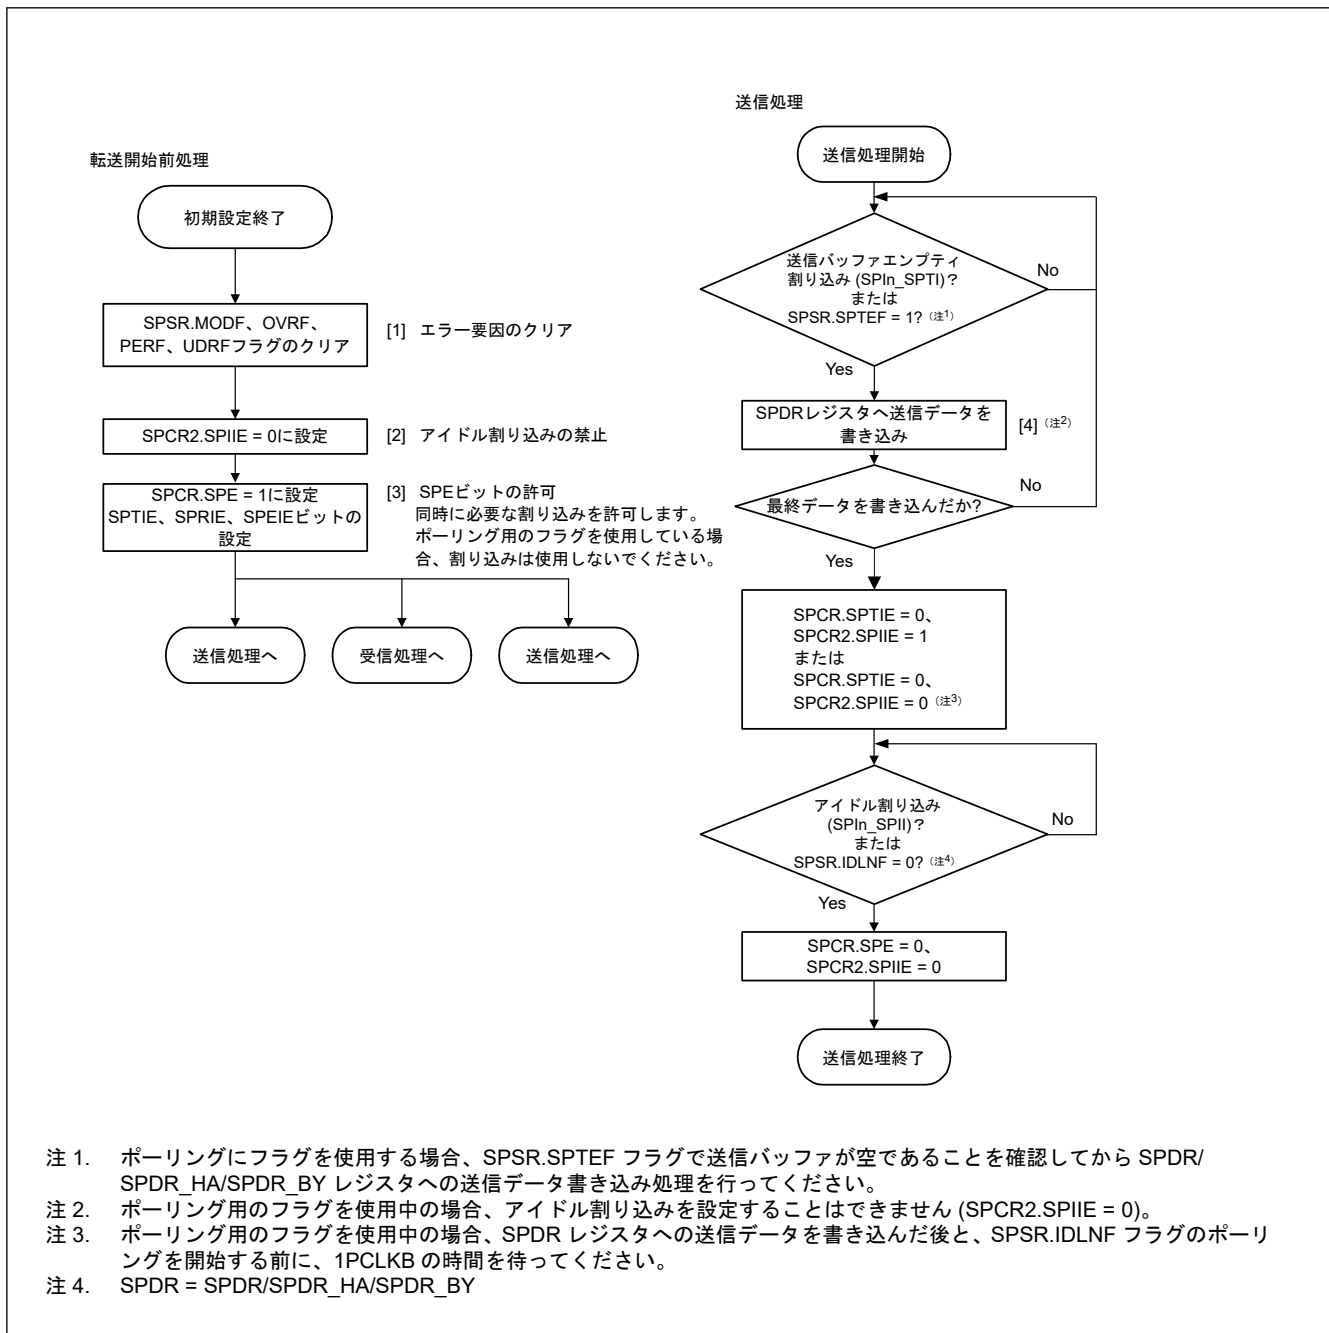 転送開始前処理
初期設定終了
SPSR.MODF、OVRF、
PERF、UDRFフラグのクリア
[1] エラー要因のクリア
SPCR2.SPIIE = 0に設定
[2] アイドル割り込みの禁止
SPCR.SPE = 1に設定
SPTIE、SPRIE、SPEIEビットの
設定
[3] SPEビットの許可
同時に必要な割り込みを許可します。
ポーリング用のフラグを使用している場
合、割り込みは使用しないでください。
送信処理へ
受信処理へ
送信処理へ
送信処理
送信処理開始
送信バッファエンプティ
割り込み (SPIn_SPTI)？
または
SPSR.SPTEF = 1? (注1)
No
Yes
SPDRレジスタへ送信データを
書き込み
[4] (注2)
最終データを書き込んだか?
No
Yes
SPCR.SPTIE = 0、
SPCR2.SPIIE = 1
または
SPCR.SPTIE = 0、
SPCR2.SPIIE = 0 (注3)
アイドル割り込み
(SPIn_SPII)？
または
SPSR.IDLNF = 0? (注4)
No
Yes
SPCR.SPE = 0、
SPCR2.SPIIE = 0
送信処理終了
注 1. ポーリングにフラグを使用する場合、SPSR.SPTEF フラグで送信バッファが空であることを確認してから SPDR/
SPDR_HA/SPDR_BY レジスタへの送信データ書き込み処理を行ってください。
注 2. ポーリング用のフラグを使用中の場合、アイドル割り込みを設定することはできません (SPCR2.SPIIE = 0)。
注 3. ポーリング用のフラグを使用中の場合、SPDR レジスタへの送信データを書き込んだ後と、SPSR.IDLNF フラグのポーリ
ングを開始する前に、1PCLKB の時間を待ってください。
注 4. SPDR = SPDR/SPDR_HA/SPDR_BY